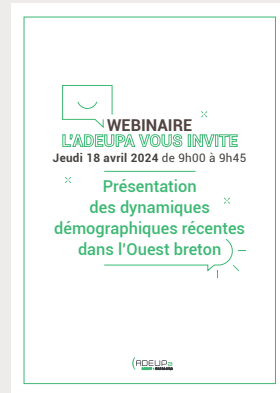 WEBINAIRE
L'ADEUPA VOUS INVITE
Jeudi 18 avril 2024 de 9h00 à 9h45
Présentation
des dynamiques
démographiques récentes
dans l'Ouest breton
ADEUPa